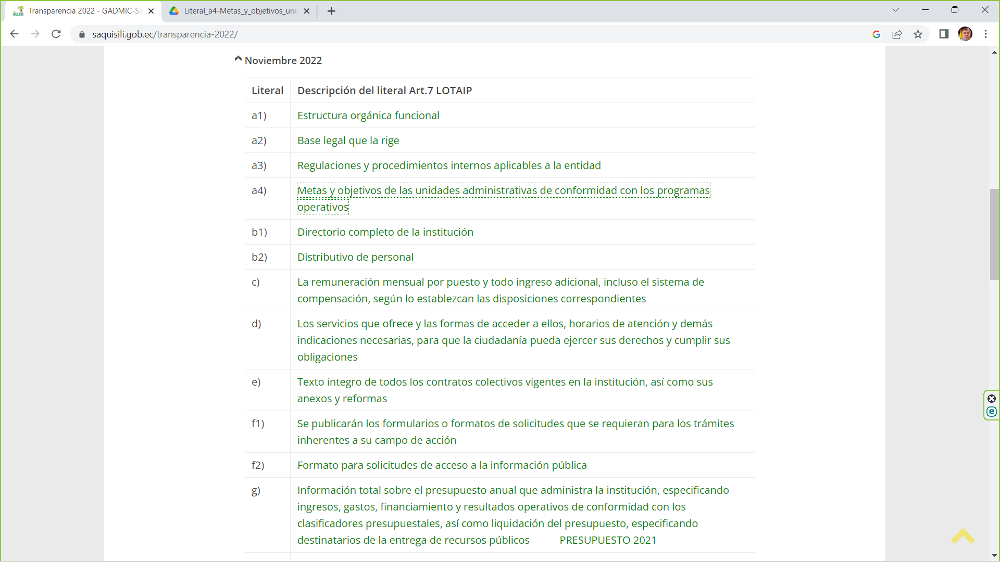 Transparencia 2022 - GADMIC-Sa
Literal_a4-Metas_y_objetivos_unid
saquisili.gob.ec/transparencia-2022/
Noviembre 2022
Literal Descripción del literal Art.7 LOTAIP
a1) Estructura orgánica funcional
a2) Base legal que la rige
a3) Regulaciones y procedimientos internos aplicables a la entidad
a4) Metas y objetivos de las unidades administrativas de conformidad con los programas
operativos
b1) Directorio completo de la institución
b2) Distributivo de personal
c) La remuneración mensual por puesto y todo ingreso adicional, incluso el sistema de
compensación, según lo establezcan las disposiciones correspondientes
d) Los servicios que ofrece y las formas de acceder a ellos, horarios de atención y demás
indicaciones necesarias, para que la ciudadanía pueda ejercer sus derechos y cumplir sus
obligaciones
e) Texto íntegro de todos los contratos colectivos vigentes en la institución, así como sus
anexos y reformas
f1) Se publicarán los formularios o formatos de solicitudes que se requieran para los trámites
inherentes a su campo de acción
f2) Formato para solicitudes de acceso a la información pública
g) Información total sobre el presupuesto anual que administra la institución, especificando
ingresos, gastos, financiamiento y resultados operativos de conformidad con los
clasificadores presupuestales, así como liquidación del presupuesto, especificando
destinatarios de la entrega de recursos públicos PRESUPUESTO 2021